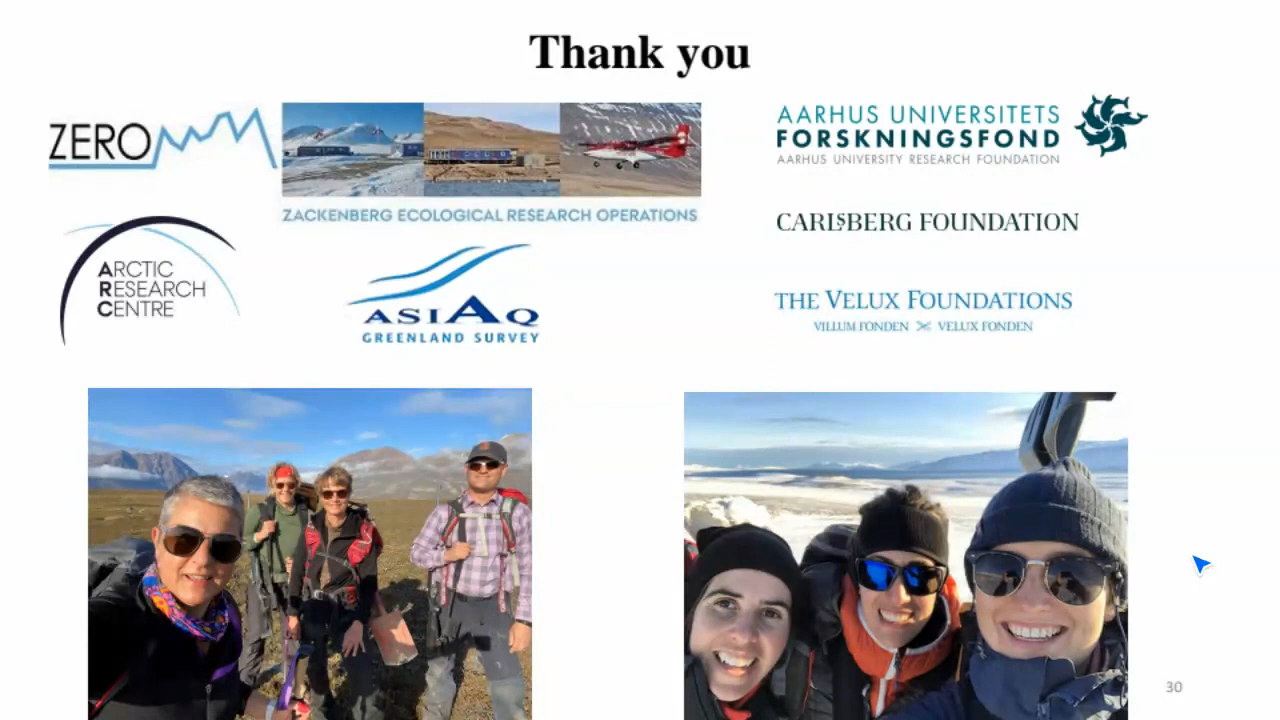 Thank you
ZERO
ZACKENBERG ECOLOGICAL RESEARCH OPERATIONS
ARCTIC
RESEARCH
CENTRE
ASIAQ
GREENLAND SURVEY
AARHUS UNIVERSITETS
FORSKNINGSFOND
AARHUS UNIVERSITY RESEARCH FOUNDATION
CARLSBERG FOUNDATION
THE VELUX FOUNDATIONS
VILLUM FONDEN VELUX FONDEN
30